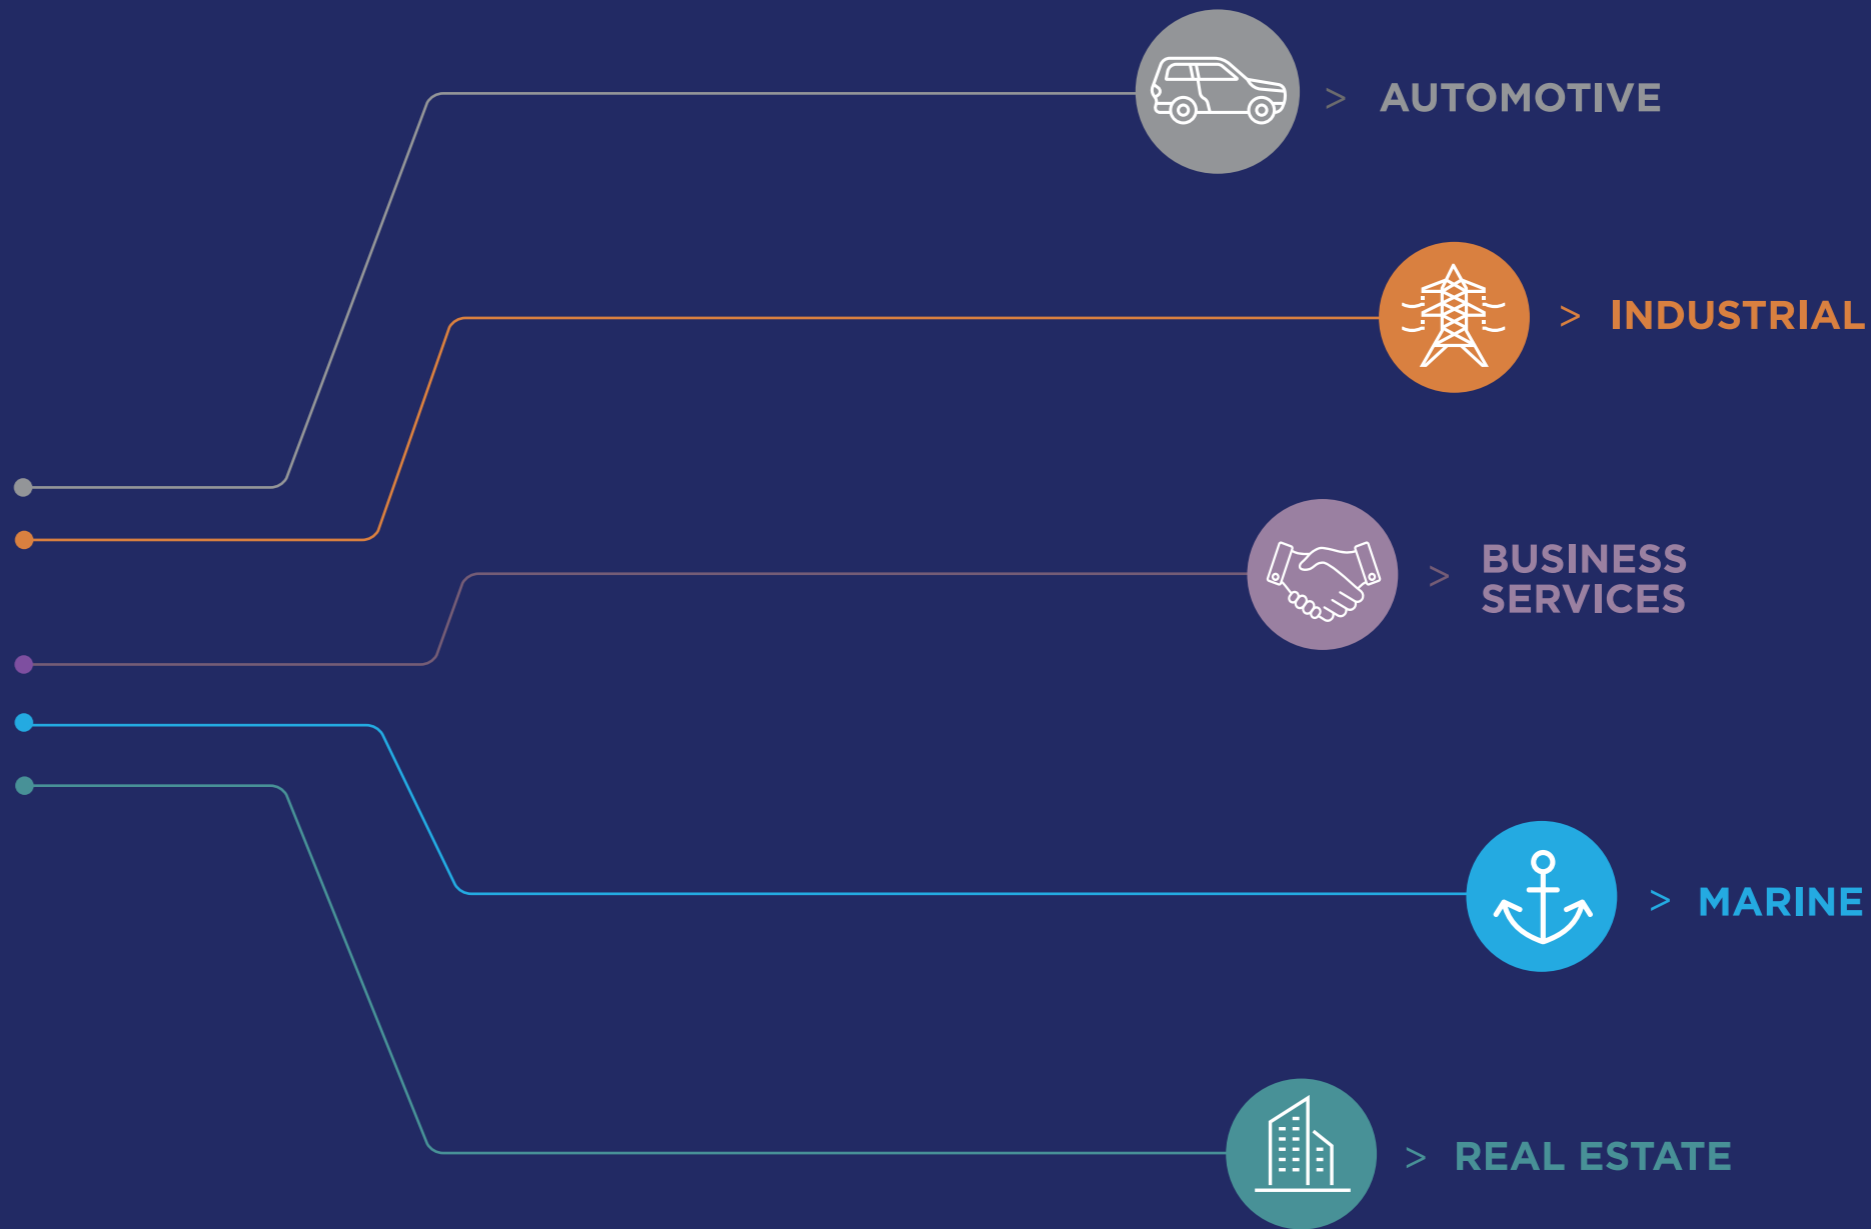 > AUTOMOTIVE
> INDUSTRIAL
> BUSINESS
SERVICES
> MARINE
> REAL ESTATE